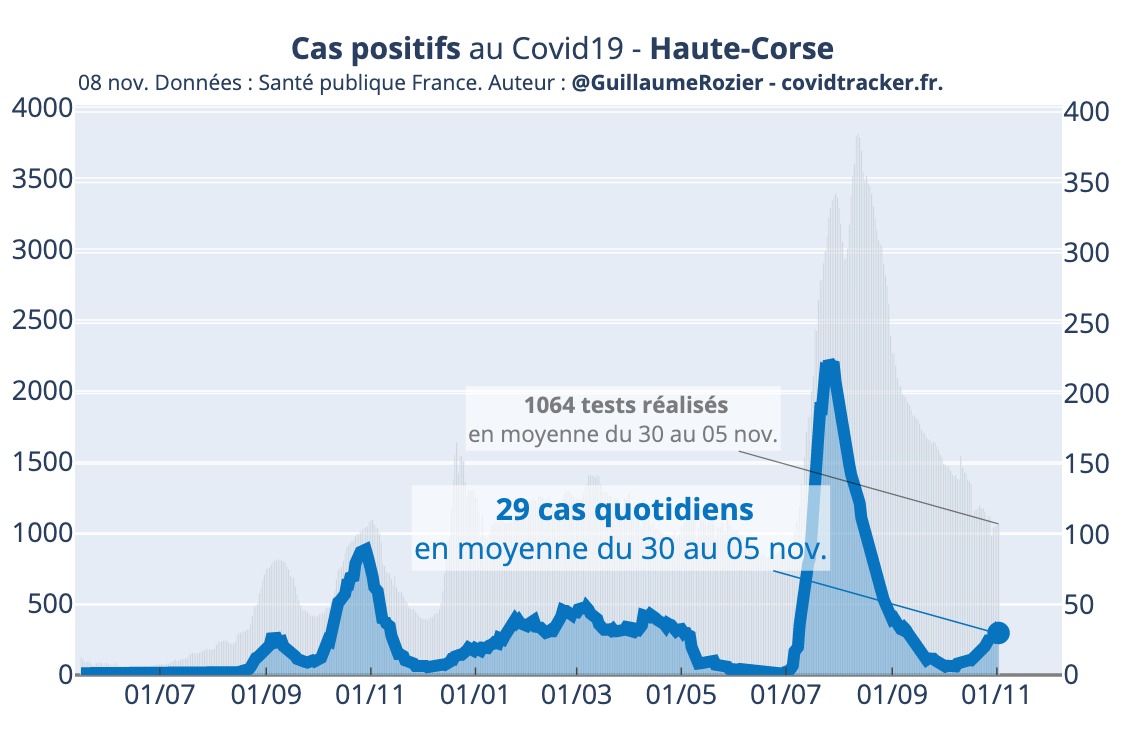 Cas positifs au Covid19 - Haute-Corse
08 nov. Données : Santé publique France. Auteur : @GuillaumeRozier - covidtracker.fr.
4000 400
3500 350
3000 300
2500 250
2000 200
1064 tests réalisés
en moyenne du 30 au 05 nov.
1500 150
29 cas quotidiens
1000 100
en moyenne du 30 au 05 nov.
500 50
0 0
01/07 01/09 01/11 01/01 01/03 01/05 01/07 01/09 01/11